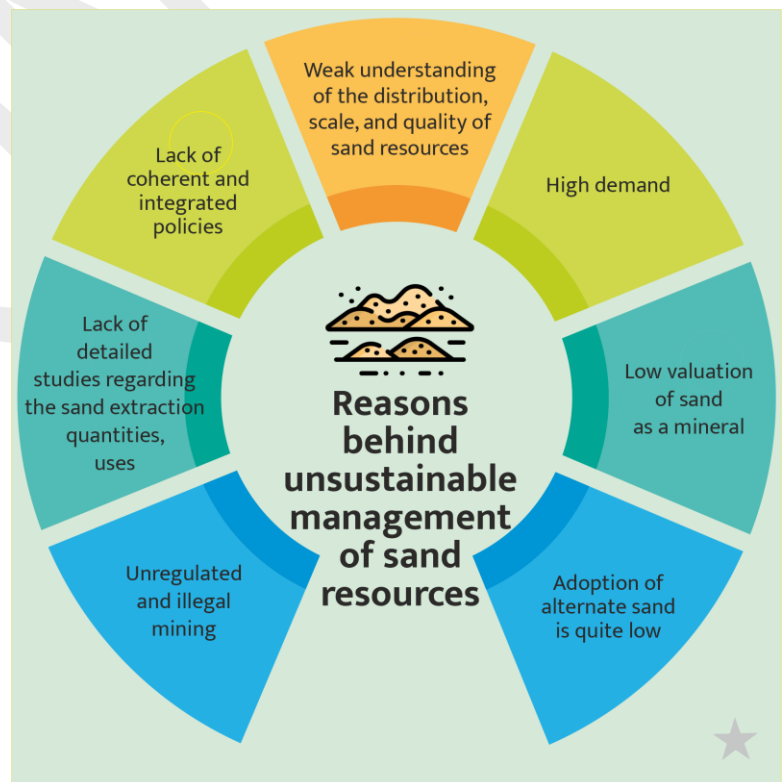 Weak understanding
of the distribution,
scale, and quality of
sand resources
High demand
Low valuation
of sand
as a mineral
Adoption of
alternate sand
is quite low
Unregulated
and illegal
mining
Lack of
detailed
studies regarding
the sand extraction
quantities,
uses
Lack of
coherent and
integrated
policies
Reasons
behind
unsustainable
management
of sand
resources